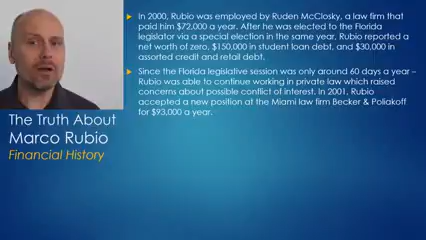 In 2000, Rubio was employed by Ruden McClosky, a law firm that
paid him $72,000 a year. After he was elected to the Florida
legislator via a special election in the same year, Rubio reported a
net worth of zero, $150,000 in student loan debt, and $30,000 in
assorted credit and retail debt.
Since the Florida legislative session was only around 60 days a year –
Rubio was able to continue working in private law which raised
concerns about possible conflict of interest. In 2001, Rubio
accepted a new position at the Miami law firm Becker & Poliakoff
for $93,000 a year.
The Truth About
Marco Rubio
Financial History